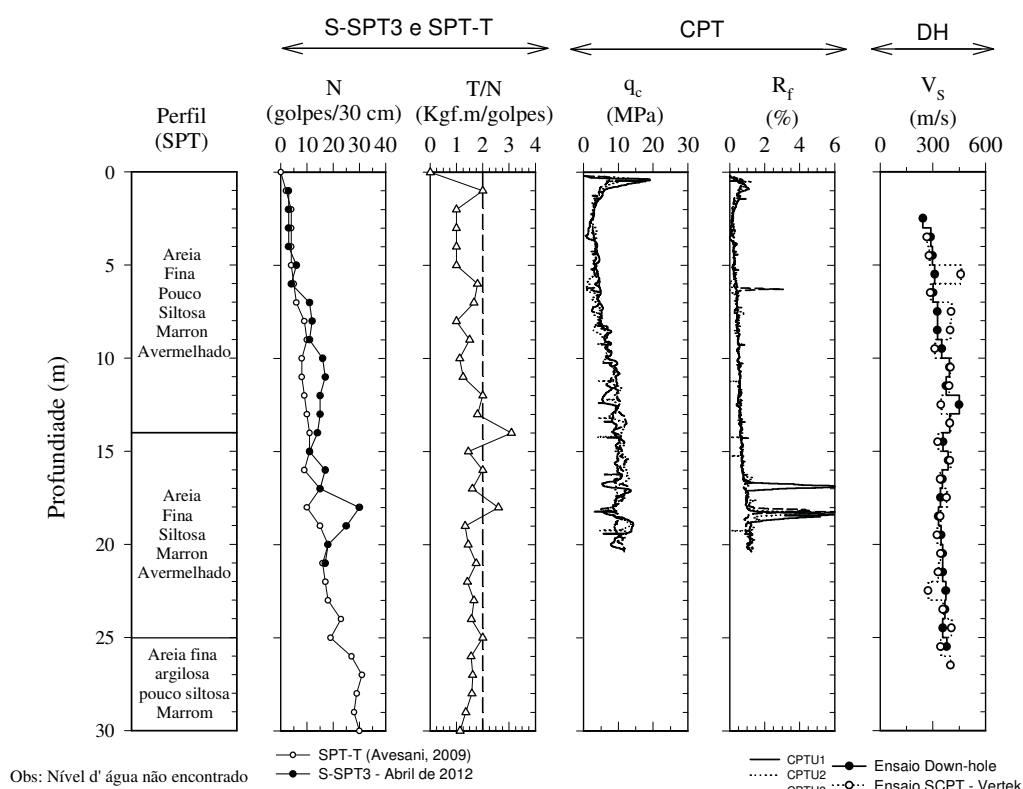 S-SPT3 e SPT-T
CPT
DH
Perfil
(SPT)
N
(golpes/30 cm)
T/N
(Kgf.m/golpes)
q_c
(MPa)
R_f
(%)
V_S
(m/s)
0 10 20 30 40
0 1 2 3 4
0 10 20 30
0 2 4 6
0 300 600
0
5
10
15
20
25
30
Profundiade (m)
Areia
Fina
Pouco
Siltosa
Marron
Avermelhado
Areia
Fina
Siltosa
Marron
Avermelhado
Areia fina
argilosa
pouco siltosa
Marrom
Obs: Nível d' água não encontrado
SPT-T (Avesani, 2009)
S-SPT3 - Abril de 2012
CPTU1
CPTU2
Ensaio Down-hole
Ensaio SCPT - Vertek